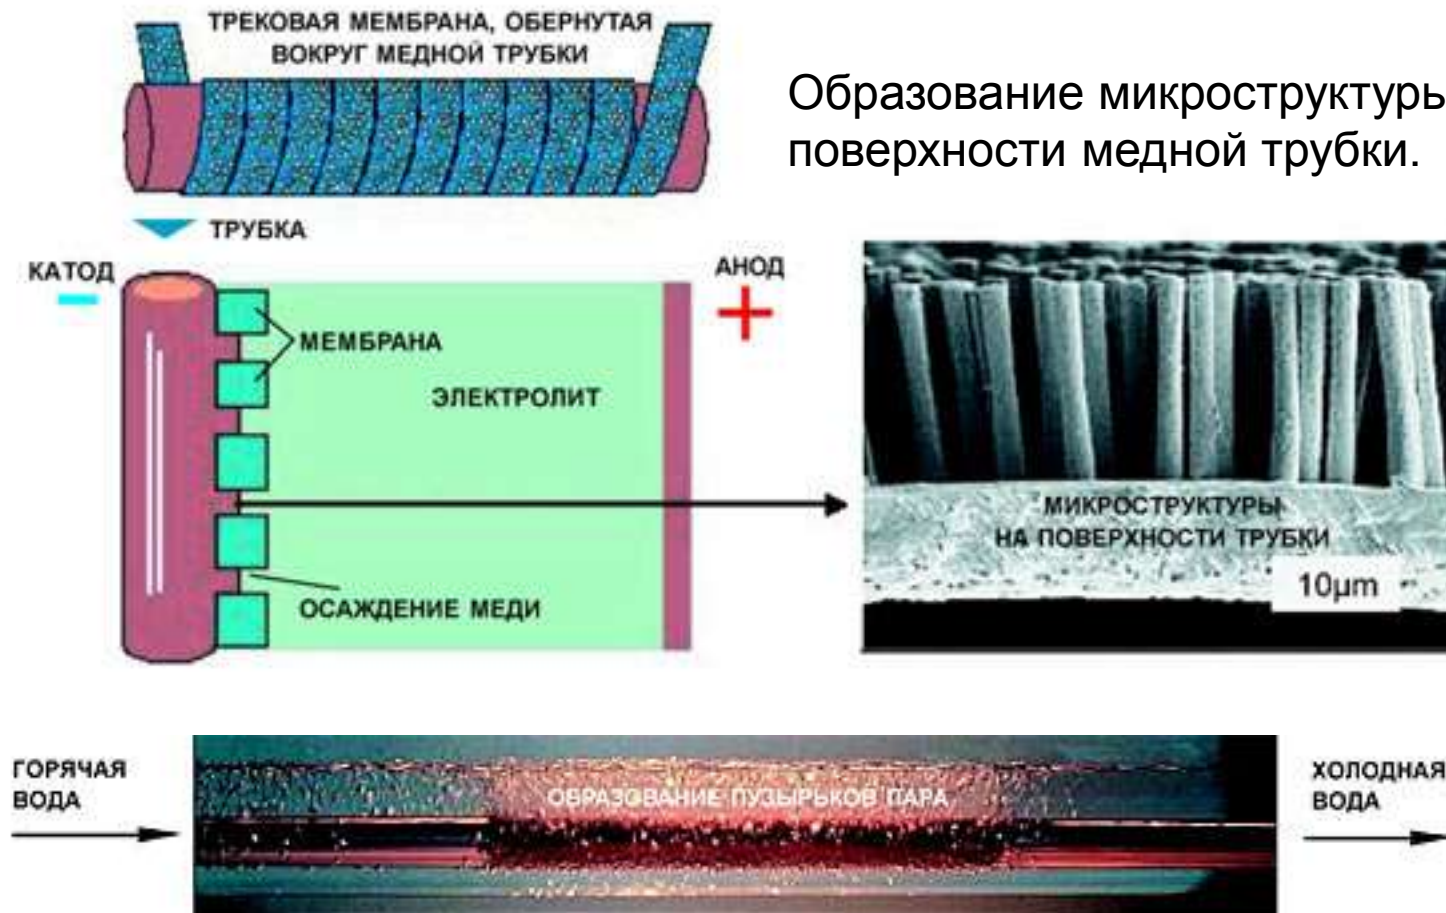 ТРЕКОВАЯ МЕМБРАНА, ОБЕРНУТАЯ
ВОКРУГ МЕДНОЙ ТРУБКИ
Образование микроструктуры
поверхности медной трубки.
ТРУБКА
КАТОД
АНОД
МЕМБРАНА
ЭЛЕКТРОЛИТ
МИКРОСТРУКТУРЫ
НА ПОВЕРХНОСТИ ТРУБКИ
10µm
ОСАЖДЕНИЕ МЕДИ
ГОРЯЧАЯ
ВОДА
ОБРАЗОВАНИЕ ПУЗЫРЬКОВ ПАРА
ХОЛОДНАЯ
ВОДА